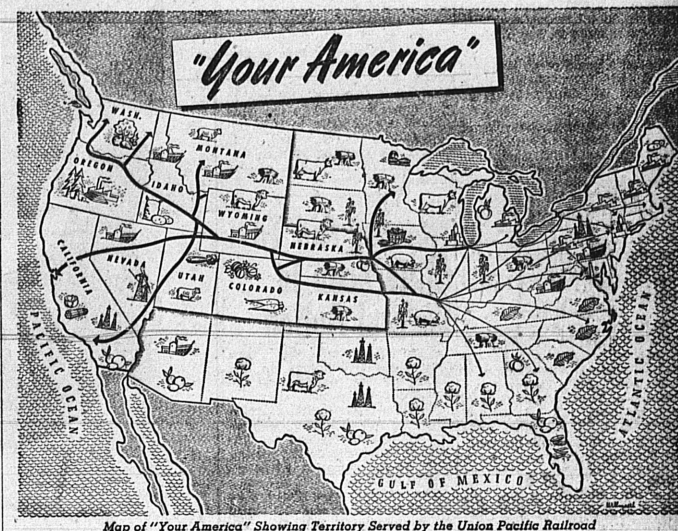 "Your America"
WASH.
MONTANA
OREGON
IDAHO
WYOMING
NEBRASKA
CALIFORNIA
NEVADA
UTAH
COLORADO
KANSAS
PACIFIC OCEAN
ATLANTIC OCEAN
GULF OF MEXICO
Map of "Your America" Showing Territory Served by the Union Pacific Railroad